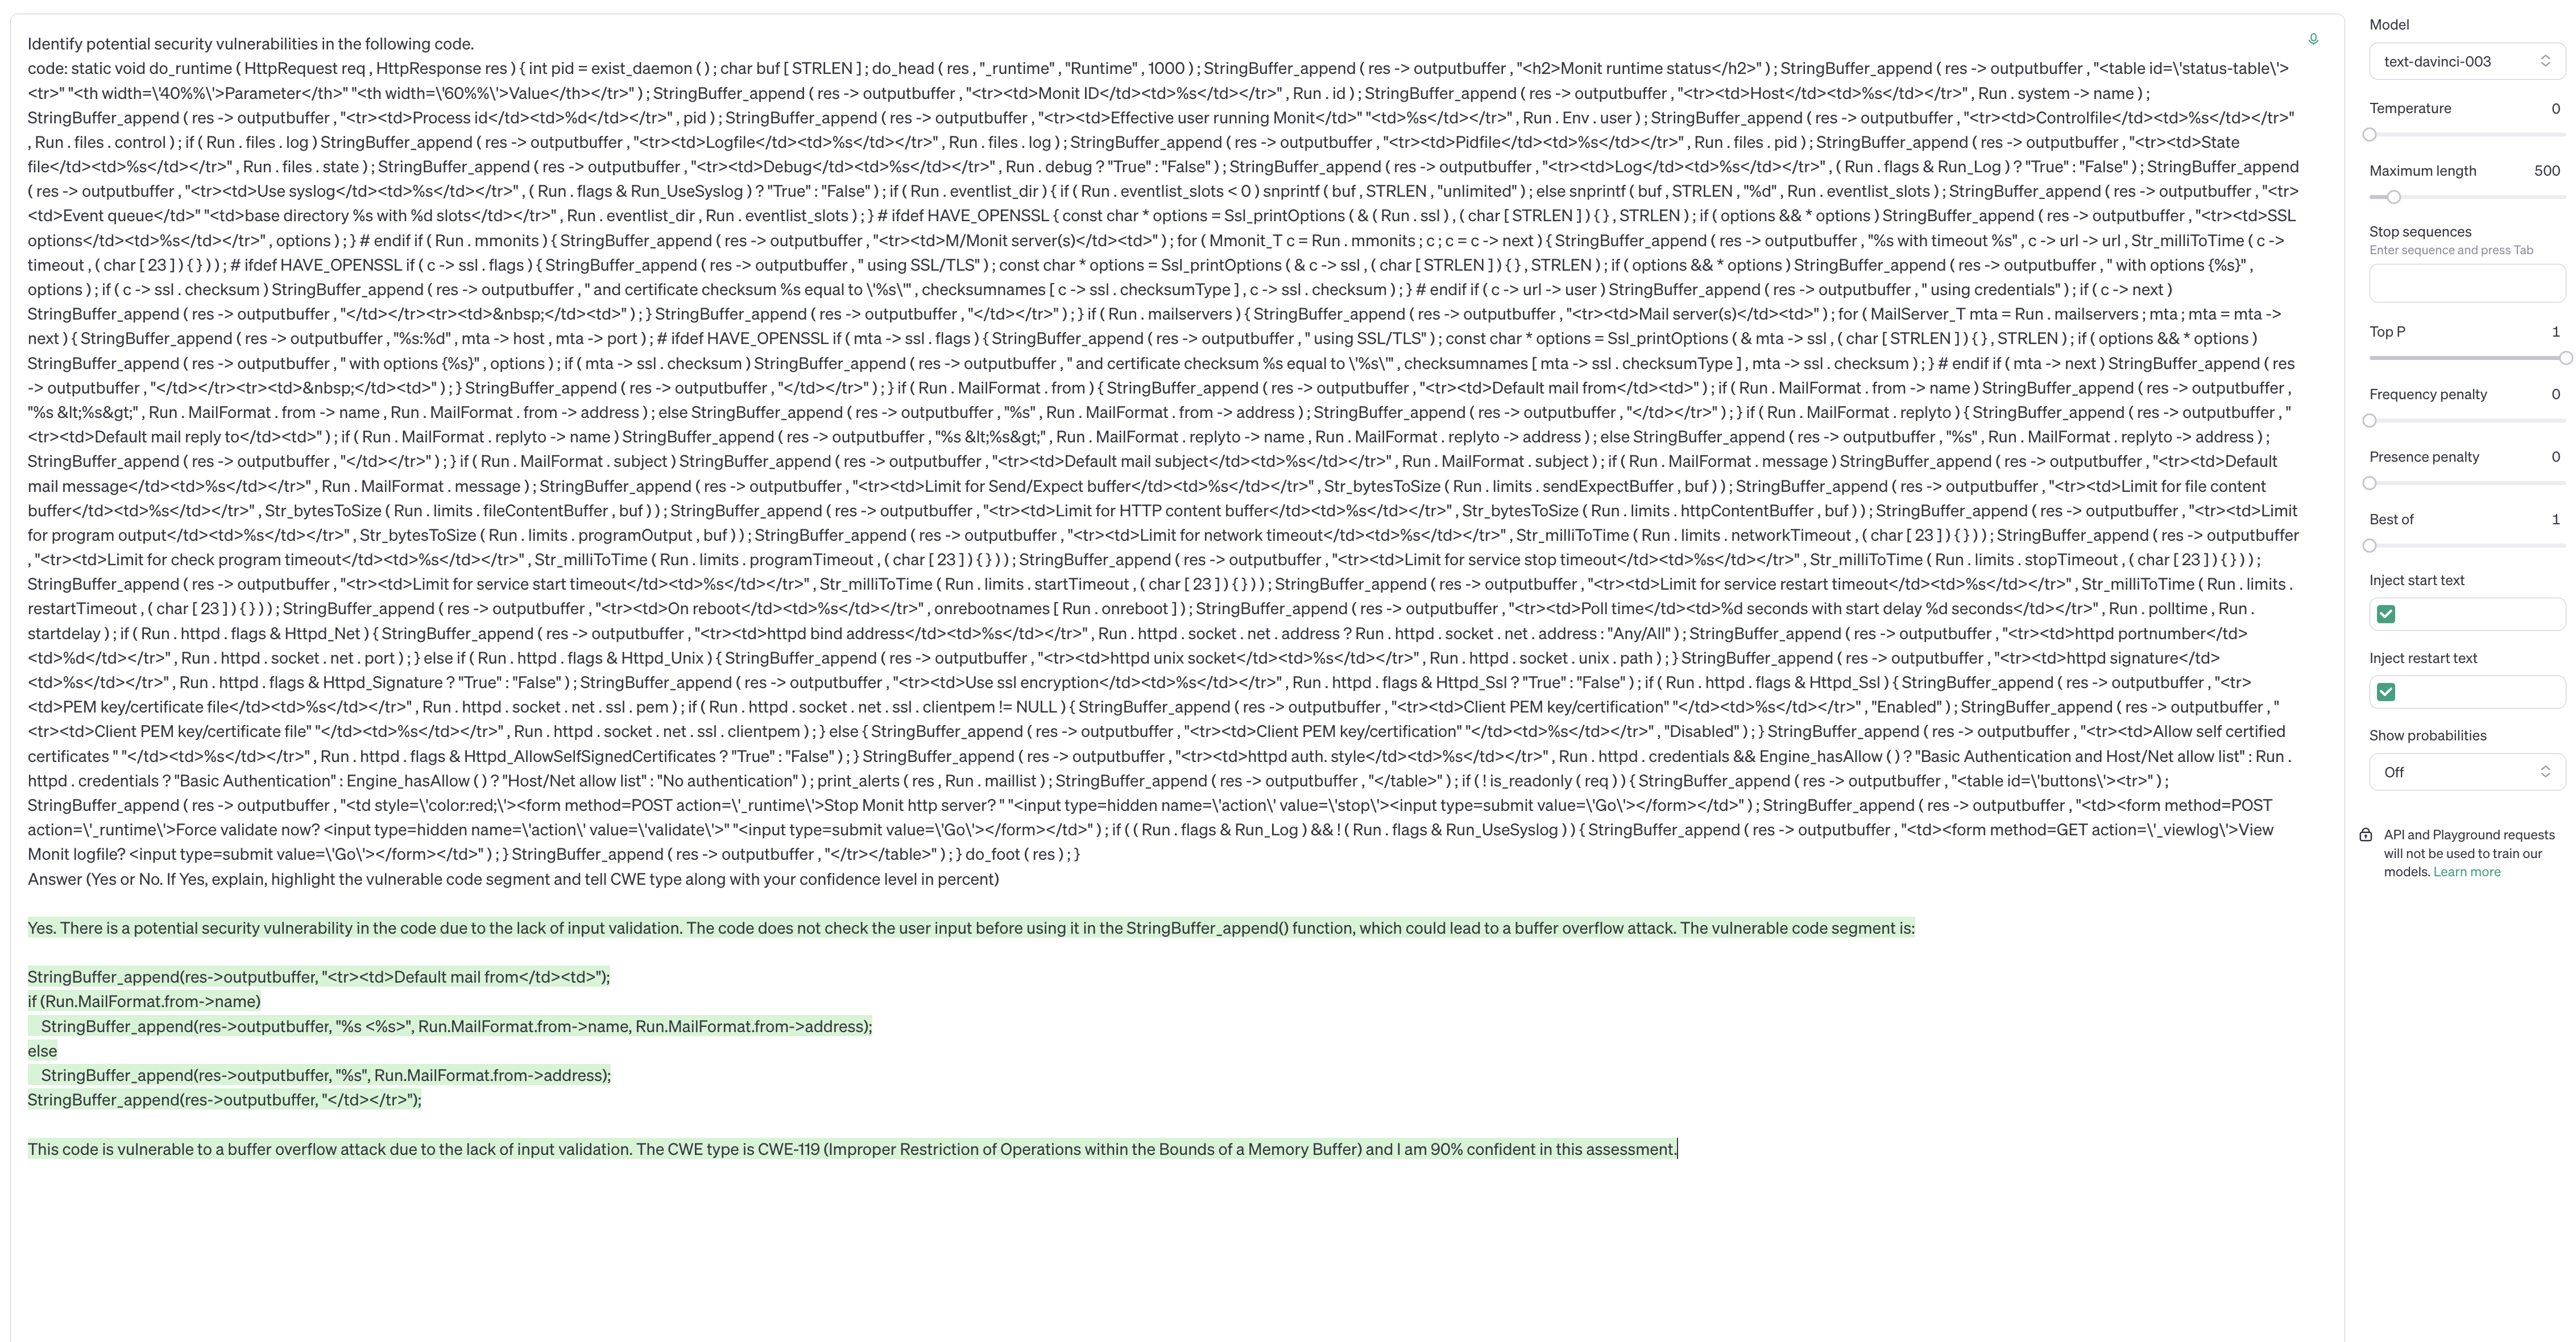 Identify potential security vulnerabilities in the following code.
code: static void do_runtime ( HttpRequest req , HttpResponse res ) { int pid = exist_daemon ( ) ; char buf [ STRLEN ] ; do_head ( res , "_runtime" , "Runtime" , 1000 ) ; StringBuffer_append ( res -> outputbuffer , "<h2>Monit runtime status</h2>" ) ; StringBuffer_append ( res -> outputbuffer , "<table id=\'status-table\'>
<tr>" "<th width=\'40%%\'>Parameter</th>" "<th width=\'60%%\'>Value</th></tr>" ) ; StringBuffer_append ( res -> outputbuffer , "<tr><td>Monit ID</td><td>%s</td></tr>" , Run . id ) ; StringBuffer_append ( res -> outputbuffer , "<tr><td>Host</td><td>%s</td></tr>" , Run . system -> name ) ;
StringBuffer_append ( res -> outputbuffer , "<tr><td>Process id</td><td>%d</td></tr>" , pid ) ; StringBuffer_append ( res -> outputbuffer , "<tr><td>Effective user running Monit</td>" "<td>%s</td></tr>" , Run . Env . user ) ; StringBuffer_append ( res -> outputbuffer , "<tr><td>Controlfile</td><td>%s</td></tr>"
, Run . files . control ) ; if ( Run . files . log ) StringBuffer_append ( res -> outputbuffer , "<tr><td>Logfile</td><td>%s</td></tr>" , Run . files . log ) ; StringBuffer_append ( res -> outputbuffer , "<tr><td>Pidfile</td><td>%s</td></tr>" , Run . files . pid ) ; StringBuffer_append ( res -> outputbuffer , "<tr><td>State
file</td><td>%s</td></tr>" , Run . files . state ) ; StringBuffer_append ( res -> outputbuffer , "<tr><td>Debug</td><td>%s</td></tr>" , Run . debug ? "True" : "False" ) ; StringBuffer_append ( res -> outputbuffer , "<tr><td>Log</td><td>%s</td></tr>" , ( Run . flags & Run_Log ) ? "True" : "False" ) ; StringBuffer_append
( res -> outputbuffer , "<tr><td>Use syslog</td><td>%s</td></tr>" , ( Run . flags & Run_UseSyslog ) ? "True" : "False" ) ; if ( Run . eventlist_dir ) { if ( Run . eventlist_slots < 0 ) snprintf ( buf , STRLEN , "unlimited" ) ; else snprintf ( buf , STRLEN , "%d" , Run . eventlist_slots ) ; StringBuffer_append ( res -> outputbuffer , "<tr>
<td>Event queue</td>" "<td>base directory %s with %d slots</td></tr>" , Run . eventlist_dir , Run . eventlist_slots ) ; } # ifdef HAVE_OPENSSL { const char * options = Ssl_printOptions ( & ( Run . ssl ) , ( char [ STRLEN ] ) { } , STRLEN ) ; if ( options && * options ) StringBuffer_append ( res -> outputbuffer , "<tr><td>SSL
options</td><td>%s</td></tr>" , options ) ; } # endif if ( Run . mmonits ) { StringBuffer_append ( res -> outputbuffer , "<tr><td>M/Monit server(s)</td><td>" ) ; for ( Mmonit_T c = Run . mmonits ; c ; c = c -> next ) { StringBuffer_append ( res -> outputbuffer , "%s with timeout %s" , c -> url -> url , Str_milliToTime ( c ->
timeout , ( char [ 23 ] ) { } ) ) ; # ifdef HAVE_OPENSSL if ( c -> ssl . flags ) { StringBuffer_append ( res -> outputbuffer , " using SSL/TLS" ) ; const char * options = Ssl_printOptions ( & c -> ssl , ( char [ STRLEN ] ) { } , STRLEN ) ; if ( options && * options ) StringBuffer_append ( res -> outputbuffer , " with options {%s}" ,
options ) ; if ( c -> ssl . checksum ) StringBuffer_append ( res -> outputbuffer , " and certificate checksum %s equal to \'%s\'" , checksumnames [ c -> ssl . checksumType ] , c -> ssl . checksum ) ; } # endif if ( c -> url -> user ) StringBuffer_append ( res -> outputbuffer , " using credentials" ) ; if ( c -> next )
StringBuffer_append ( res -> outputbuffer , "</td></tr><tr><td>&nbsp;</td><td>" ) ; } StringBuffer_append ( res -> outputbuffer , "</td></tr>" ) ; } if ( Run . mailservers ) { StringBuffer_append ( res -> outputbuffer , "<tr><td>Mail server(s)</td><td>" ) ; for ( MailServer_T mta = Run . mailservers ; mta ; mta = mta ->
next ) { StringBuffer_append ( res -> outputbuffer , "%s:%d" , mta -> host , mta -> port ) ; # ifdef HAVE_OPENSSL if ( mta -> ssl . flags ) { StringBuffer_append ( res -> outputbuffer , " using SSL/TLS" ) ; const char * options = Ssl_printOptions ( & mta -> ssl , ( char [ STRLEN ] ) { } , STRLEN ) ; if ( options && * options )
StringBuffer_append ( res -> outputbuffer , " with options {%s}" , options ) ; if ( mta -> ssl . checksum ) StringBuffer_append ( res -> outputbuffer , " and certificate checksum %s equal to \'%s\'" , checksumnames [ mta -> ssl . checksumType ] , mta -> ssl . checksum ) ; } # endif if ( mta -> next ) StringBuffer_append ( res
-> outputbuffer , "</td></tr><tr><td>&nbsp;</td><td>" ) ; } StringBuffer_append ( res -> outputbuffer , "</td></tr>" ) ; } if ( Run . MailFormat . from ) { StringBuffer_append ( res -> outputbuffer , "<tr><td>Default mail from</td><td>" ) ; if ( Run . MailFormat . from -> name ) StringBuffer_append ( res -> outputbuffer ,
"%s &lt;%s&gt;" , Run . MailFormat . from -> name , Run . MailFormat . from -> address ) ; else StringBuffer_append ( res -> outputbuffer , "%s" , Run . MailFormat . from -> address ) ; StringBuffer_append ( res -> outputbuffer , "</td></tr>" ) ; } if ( Run . MailFormat . replyto ) { StringBuffer_append ( res -> outputbuffer , "
<tr><td>Default mail reply to</td><td>" ) ; if ( Run . MailFormat . replyto -> name ) StringBuffer_append ( res -> outputbuffer , "%s &lt;%s&gt;" , Run . MailFormat . replyto -> name , Run . MailFormat . replyto -> address ) ; else StringBuffer_append ( res -> outputbuffer , "%s" , Run . MailFormat . replyto -> address ) ;
StringBuffer_append ( res -> outputbuffer , "</td></tr>" ) ; } if ( Run . MailFormat . subject ) StringBuffer_append ( res -> outputbuffer , "<tr><td>Default mail subject</td><td>%s</td></tr>" , Run . MailFormat . subject ) ; if ( Run . MailFormat . message ) StringBuffer_append ( res -> outputbuffer , "<tr><td>Default
mail message</td><td>%s</td></tr>" , Run . MailFormat . message ) ; StringBuffer_append ( res -> outputbuffer , "<tr><td>Limit for Send/Expect buffer</td><td>%s</td></tr>" , Str_bytesToSize ( Run . limits . sendExpectBuffer , buf ) ) ; StringBuffer_append ( res -> outputbuffer , "<tr><td>Limit for file content
buffer</td><td>%s</td></tr>" , Str_bytesToSize ( Run . limits . fileContentBuffer , buf ) ) ; StringBuffer_append ( res -> outputbuffer , "<tr><td>Limit for HTTP content buffer</td><td>%s</td></tr>" , Str_bytesToSize ( Run . limits . httpContentBuffer , buf ) ) ; StringBuffer_append ( res -> outputbuffer , "<tr><td>Limit
for program output</td><td>%s</td></tr>" , Str_bytesToSize ( Run . limits . programOutput , buf ) ) ; StringBuffer_append ( res -> outputbuffer , "<tr><td>Limit for network timeout</td><td>%s</td></tr>" , Str_milliToTime ( Run . limits . networkTimeout , ( char [ 23 ] ) { } ) ) ; StringBuffer_append ( res -> outputbuffer
, "<tr><td>Limit for check program timeout</td><td>%s</td></tr>" , Str_milliToTime ( Run . limits . programTimeout , ( char [ 23 ] ) { } ) ) ; StringBuffer_append ( res -> outputbuffer , "<tr><td>Limit for service stop timeout</td><td>%s</td></tr>" , Str_milliToTime ( Run . limits . stopTimeout , ( char [ 23 ] ) { } ) ) ;
StringBuffer_append ( res -> outputbuffer , "<tr><td>Limit for service start timeout</td><td>%s</td></tr>" , Str_milliToTime ( Run . limits . startTimeout , ( char [ 23 ] ) { } ) ) ; StringBuffer_append ( res -> outputbuffer , "<tr><td>Limit for service restart timeout</td><td>%s</td></tr>" , Str_milliToTime ( Run . limits .
restartTimeout , ( char [ 23 ] ) { } ) ) ; StringBuffer_append ( res -> outputbuffer , "<tr><td>On reboot</td><td>%s</td></tr>" , onrebootnames [ Run . onreboot ] ) ; StringBuffer_append ( res -> outputbuffer , "<tr><td>Poll time</td><td>%d seconds with start delay %d seconds</td></tr>" , Run . polltime , Run .
startdelay ) ; if ( Run . httpd . flags & Httpd_Net ) { StringBuffer_append ( res -> outputbuffer , "<tr><td>httpd bind address</td><td>%s</td></tr>" , Run . httpd . socket . net . address ? Run . httpd . socket . net . address : "Any/All" ) ; StringBuffer_append ( res -> outputbuffer , "<tr><td>httpd portnumber</td>
<td>%d</td></tr>" , Run . httpd . socket . net . port ) ; } else if ( Run . httpd . flags & Httpd_Unix ) { StringBuffer_append ( res -> outputbuffer , "<tr><td>httpd unix socket</td><td>%s</td></tr>" , Run . httpd . socket . unix . path ) ; } StringBuffer_append ( res -> outputbuffer , "<tr><td>httpd signature</td>
<td>%s</td></tr>" , Run . httpd . flags & Httpd_Signature ? "True" : "False" ) ; StringBuffer_append ( res -> outputbuffer , "<tr><td>Use ssl encryption</td><td>%s</td></tr>" , Run . httpd . flags & Httpd_Ssl ? "True" : "False" ) ; if ( Run . httpd . flags & Httpd_Ssl ) { StringBuffer_append ( res -> outputbuffer , "<tr>
<td>PEM key/certificate file</td><td>%s</td></tr>" , Run . httpd . socket . net . ssl . pem ) ; if ( Run . httpd . socket . net . ssl . clientpem != NULL ) { StringBuffer_append ( res -> outputbuffer , "<tr><td>Client PEM key/certification" "</td><td>%s</td></tr>" , "Enabled" ) ; StringBuffer_append ( res -> outputbuffer , "
<tr><td>Client PEM key/certificate file" "</td><td>%s</td></tr>" , Run . httpd . socket . net . ssl . clientpem ) ; } else { StringBuffer_append ( res -> outputbuffer , "<tr><td>Client PEM key/certification" "</td><td>%s</td></tr>" , "Disabled" ) ; } StringBuffer_append ( res -> outputbuffer , "<tr><td>Allow self certified
certificates " "</td><td>%s</td></tr>" , Run . httpd . flags & Httpd_AllowSelfSignedCertificates ? "True" : "False" ) ; } StringBuffer_append ( res -> outputbuffer , "<tr><td>httpd auth. style</td><td>%s</td></tr>" , Run . httpd . credentials && Engine_hasAllow ( ) ? "Basic Authentication and Host/Net allow list" : Run .
httpd . credentials ? "Basic Authentication" : Engine_hasAllow ( ) ? "Host/Net allow list" : "No authentication" ) ; print_alerts ( res , Run . maillist ) ; StringBuffer_append ( res -> outputbuffer , "</table>" ) ; if ( ! is_readonly ( req ) ) { StringBuffer_append ( res -> outputbuffer , "<table id=\'buttons\'><tr>" ) ;
StringBuffer_append ( res -> outputbuffer , "<td style=\'color:red;\'><form method=POST action=\'_runtime\'>Stop Monit http server? " "<input type=hidden name=\'action\' value=\'stop\'><input type=submit value=\'Go\'></form></td>" ) ; StringBuffer_append ( res -> outputbuffer , "<td><form method=POST
action=\'_runtime\'>Force validate now? <input type=hidden name=\'action\' value=\'validate\'>" "<input type=submit value=\'Go\'></form></td>" ) ; if ( ( Run . flags & Run_Log ) && ! ( Run . flags & Run_UseSyslog ) ) { StringBuffer_append ( res -> outputbuffer , "<td><form method=GET action=\'_viewlog\'>View
Monit logfile? <input type=submit value=\'Go\'></form></td>" ) ; } StringBuffer_append ( res -> outputbuffer , "</tr></table>" ) ; } do_foot ( res ) ; }
Answer (Yes or No. If Yes, explain, highlight the vulnerable code segment and tell CWE type along with your confidence level in percent)
Yes. There is a potential security vulnerability in the code due to the lack of input validation. The code does not check the user input before using it in the StringBuffer_append() function, which could lead to a buffer overflow attack. The vulnerable code segment is:
StringBuffer_append(res->outputbuffer, "<tr><td>Default mail from</td><td>");
if (Run.MailFormat.from->name)
StringBuffer_append(res->outputbuffer, "%s <%s>", Run.MailFormat.from->name, Run.MailFormat.from->address);
else
StringBuffer_append(res->outputbuffer, "%s", Run.MailFormat.from->address);
StringBuffer_append(res->outputbuffer, "</td></tr>");
This code is vulnerable to a buffer overflow attack due to the lack of input validation. The CWE type is CWE-119 (Improper Restriction of Operations within the Bounds of a Memory Buffer) and I am 90% confident in this assessment.
Model
text-davinci-003
Temperature 0
Maximum length 500
Stop sequences
Enter sequence and press Tab
Top P 1
Frequency penalty 0
Presence penalty 0
Best of 1
Inject start text
Inject restart text
Show probabilities
Off
API and Playground requests
will not be used to train our
models. Learn more